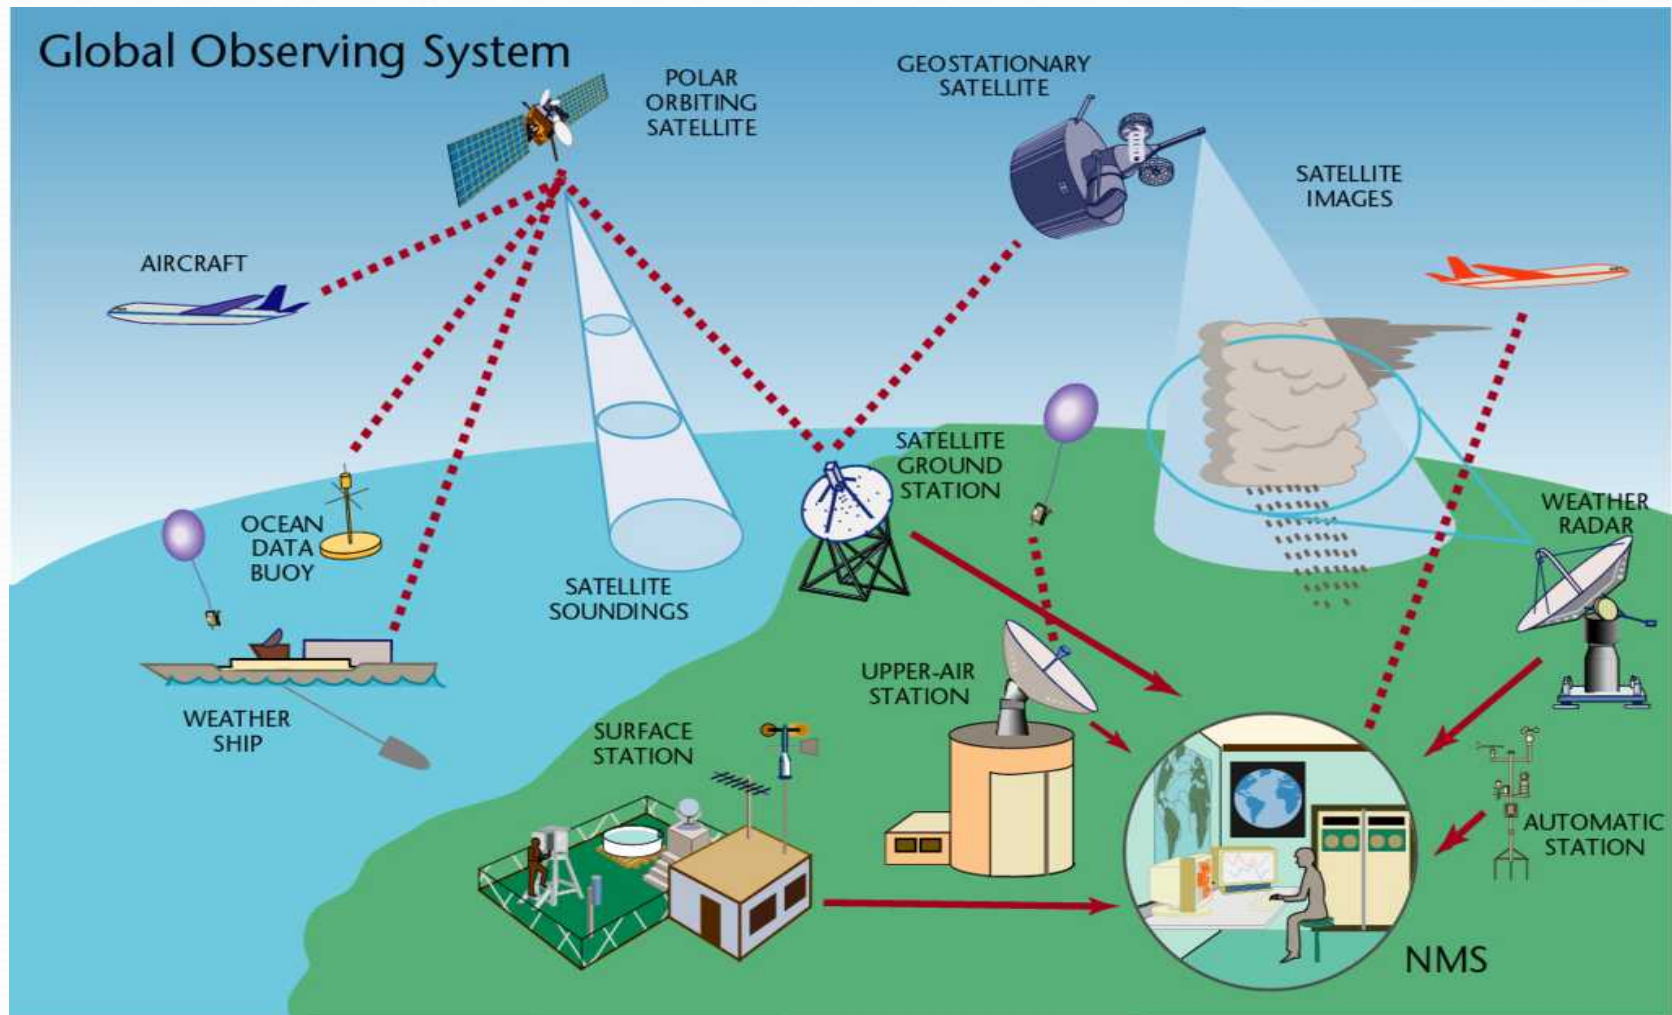 Global Observing System
POLAR
ORBITING
SATELLITE
GEOSTATIONARY
SATELLITE
SATELLITE
IMAGES
AIRCRAFT
SATELLITE
GROUND
STATION
WEATHER
RADAR
OCEAN
DATA
BUOY
SATELLITE
SOUNDINGS
UPPER-AIR
STATION
WEATHER
SHIP
SURFACE
STATION
AUTOMATIC
STATION
NMS